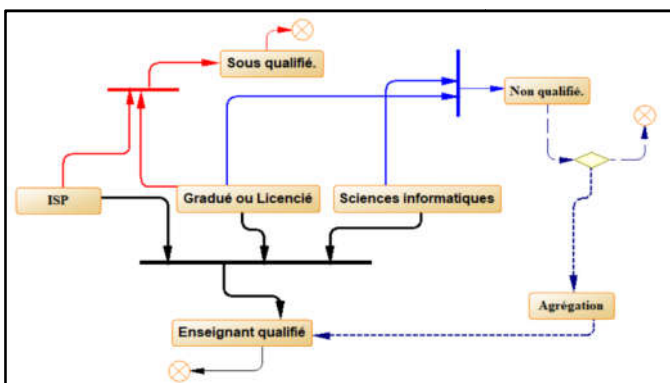 Sous qualifié.
Non qualifié.
ISP
Gradué ou Licencié
Sciences informatiques
Agrégation
Enseignant qualifié